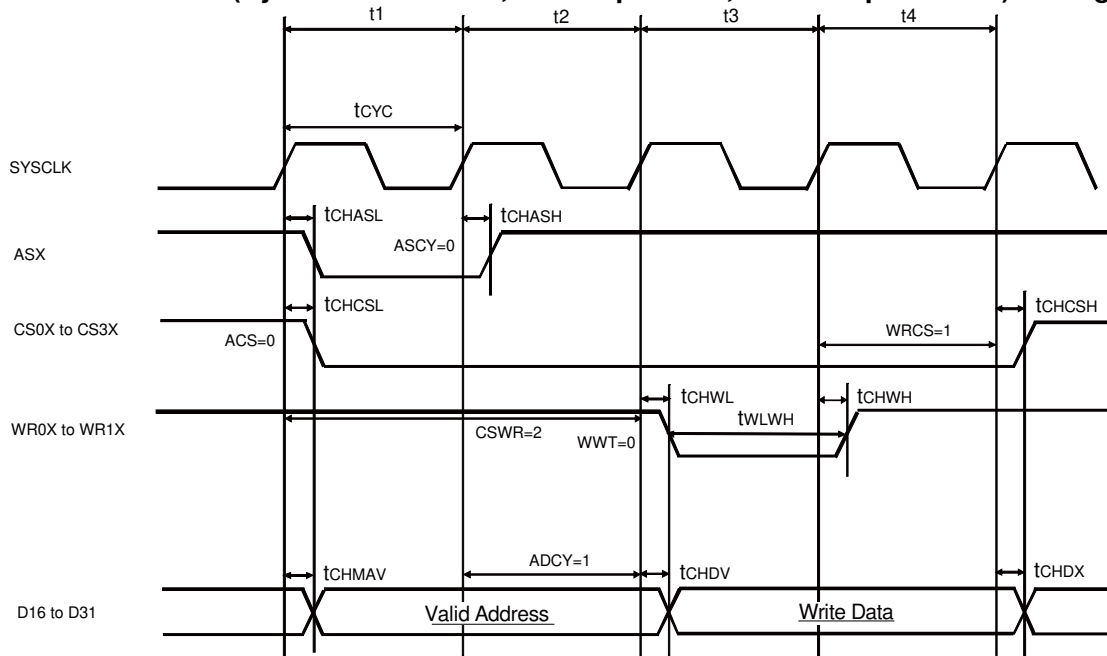 t1 t2 t3 t4
tCYC
SYSCLK
tCHASL tCHASH
ASCY=0
ASX
tCHCSL tCHCSH
CS0X to CS3X
ACS=0 WRCS=1
tCHWL tCHWH
tWLWH
WR0X to WR1X
CSWR=2 WWT=0
ADCY=1
tCHMAV tCHDV tCHDX
D16 to D31 Valid Address Write Data